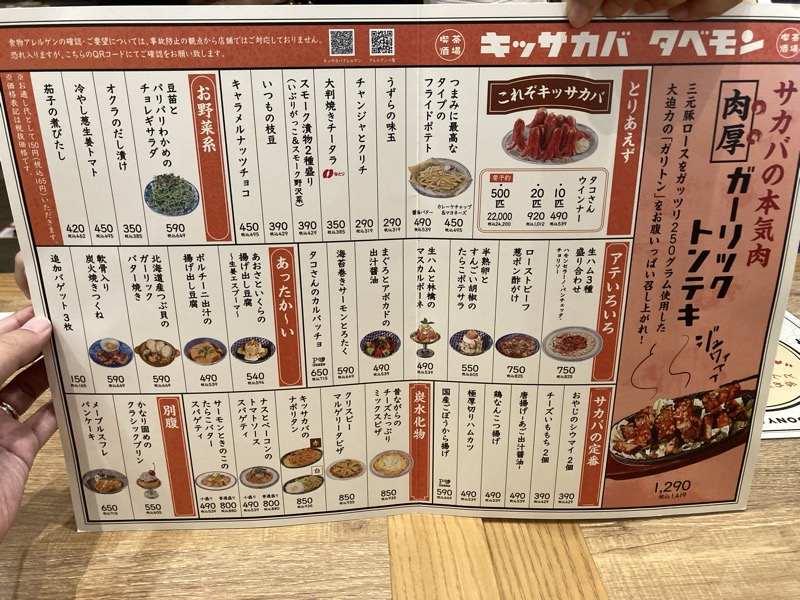 食物アレルゲンの確認・ご要望については、事故防止の観点から店舗ではご対応しておりません。
恐れ入りますが、こちらのQRコードにてご確認をお願い致します。
キッサカバアレルゲン
アレルゲン一覧
喫茶酒場
キッサカバ タベモン
喫茶酒場
サカバの本気肉
肉厚
ガーリック
トンテキ
三元豚ロースをガッツリ250グラム使用した
大迫力の「ガリトン」をお腹いっぱい召し上がれ!
ジュワァァ
1,290
税込1,419
とりあえず
これぞキッサカバ
タコさん
ウインナー
10匹
490
税込539
20匹
920
税込1,012
要予約
500匹
22,000
税込24,200
つまみに最高な
タイプの
フライドポテト
カレーケチャップ
&マヨネーズ
450
税込495
醤油バター
490
税込539
うずらの味玉
290
税込319
チャンジャとクリチ
290
税込319
大判焼きチータラ
なとり
350
税込385
スモーク漬物2種盛り
(いぶりがっこ&スモーク野沢菜)
390
税込429
いつもの枝豆
390
税込429
キャラメルナッツチョコ
450
税込495
お野菜系
豆苗と
パリパリわかめの
チョレギサラダ
590
税込649
オクラのだし漬け
350
税込385
冷やし葱生姜トマト
450
税込495
茄子の煮びたし
420
税込462
※お通し代として150円(税込165円)いただきます。
※価格表記は税抜価格です。
アテいろいろ
生ハム3種
盛り合わせ
ハモンセラーノ・パンチェッタ・
チョリソー
750
税込825
ローストビーフ
葱ポン酢がけ
750
税込825
半熟卵と
すんごい胡椒の
たらこポテサラ
550
税込605
生ハムと林檎の
マスカルポーネ
490
税込539
まぐろとアボカドの
出汁醤油
490
税込539
海苔巻きサーモンとろたく
590
税込649
タコさんのカルパッチョ
650
税込715
あったか〜い
あおさといくらの
揚げ出し豆腐
〜生姜エスプーマ〜
540
税込594
ポルチーニ出汁の
揚げ出し豆腐
490
税込539
北海道産つぶ貝の
ガーリック
バター焼き
590
税込649
軟骨入り
炭火焼きつくね
590
税込649
追加バゲット3枚
150
税込165
サカバの定番
おやじのシウマイ2個
390
税込429
チーズいももち2個
390
税込429
唐揚げ-あご出汁醤油-
490
税込539
鶏なんこつ揚げ
490
税込539
極厚切りハムカツ
490
税込539
国産ごぼうから揚げ
590
税込649
炭水化物
昔ながらの
チーズたっぷり
ミックスピザ
850
税込935
クリスピー
マルゲリータピザ
850
税込935
キッサカバの
ナポリタン
赤
白
850
税込935
ナスとベーコンの
トマトソース
スパゲティ
普通盛り
800
税込880
小盛り
490
税込539
サーモンときのこの
たらこバター
スパゲティ
普通盛り
800
税込880
小盛り
490
税込539
別腹
かなり固めの
クラシックプリン
550
税込605
メープルスフレ
パンケーキ
650
税込715